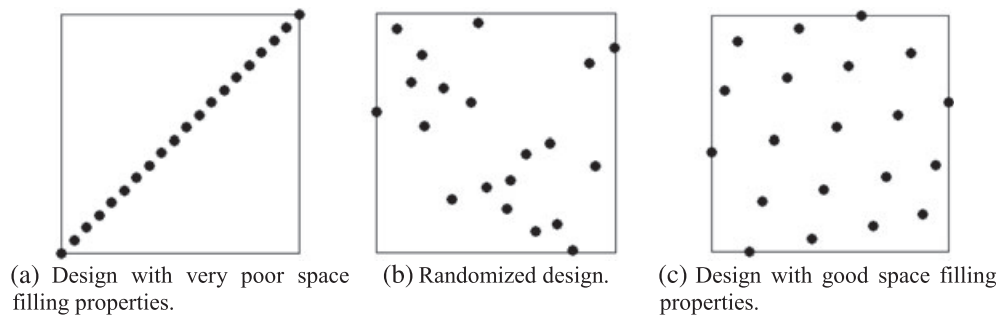 (a) Design with very poor space
filling properties.
(b) Randomized design.
(c) Design with good space filling
properties.